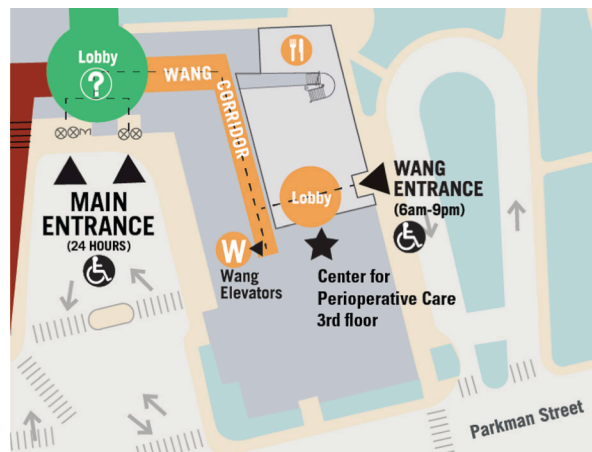 Lobby
?
WANG
CORRIDOR
MAIN
ENTRANCE
(24 HOURS)
Lobby
WANG
ENTRANCE
(6am-9pm)
W
Wang
Elevators
Center for
Perioperative Care
3rd floor
Parkman Street